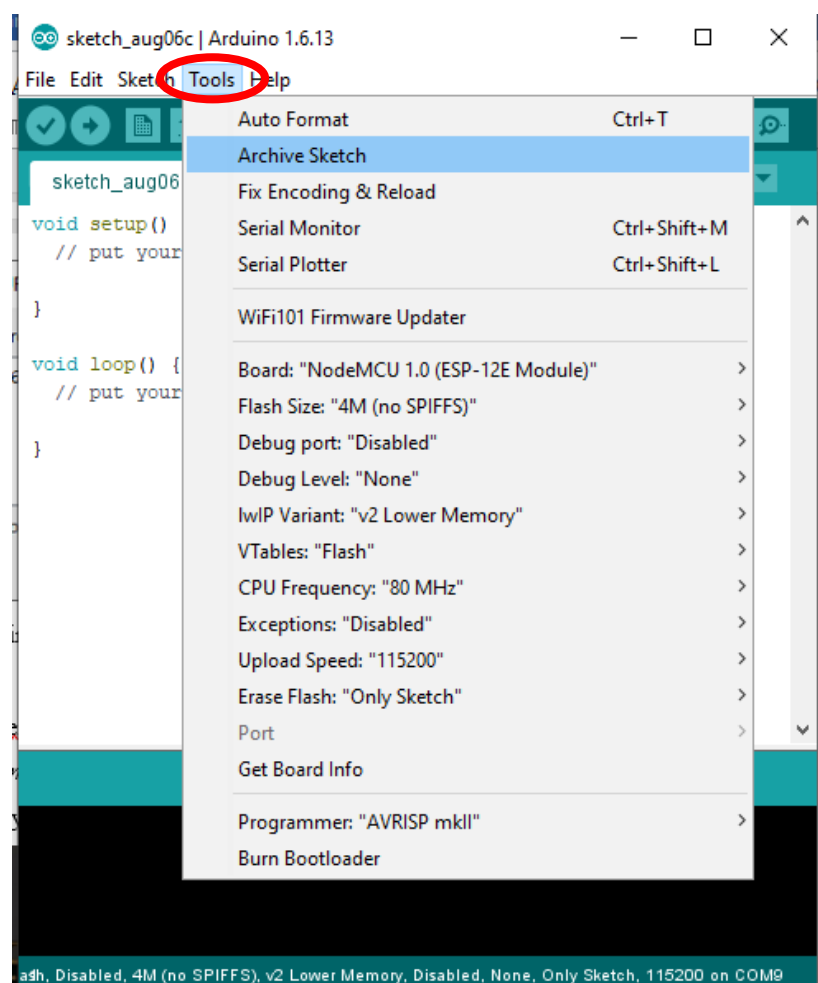 sketch_aug06c | Arduino 1.6.13
File Edit Sketch Tools Help
sketch_aug06
void setup()
// put your
}
void loop() {
// put your
}
Auto Format Ctrl+T
Archive Sketch
Fix Encoding & Reload
Serial Monitor Ctrl+Shift+M
Serial Plotter Ctrl+Shift+L
WiFi101 Firmware Updater
Board: "NodeMCU 1.0 (ESP-12E Module)"
Flash Size: "4M (no SPIFFS)"
Debug port: "Disabled"
Debug Level: "None"
lwIP Variant: "v2 Lower Memory"
VTables: "Flash"
CPU Frequency: "80 MHz"
Exceptions: "Disabled"
Upload Speed: "115200"
Erase Flash: "Only Sketch"
Port
Get Board Info
Programmer: "AVRISP mkII"
Burn Bootloader
Disabled, 4M (no SPIFFS), v2 Lower Memory, Disabled, None, Only Sketch, 115200 on COM9